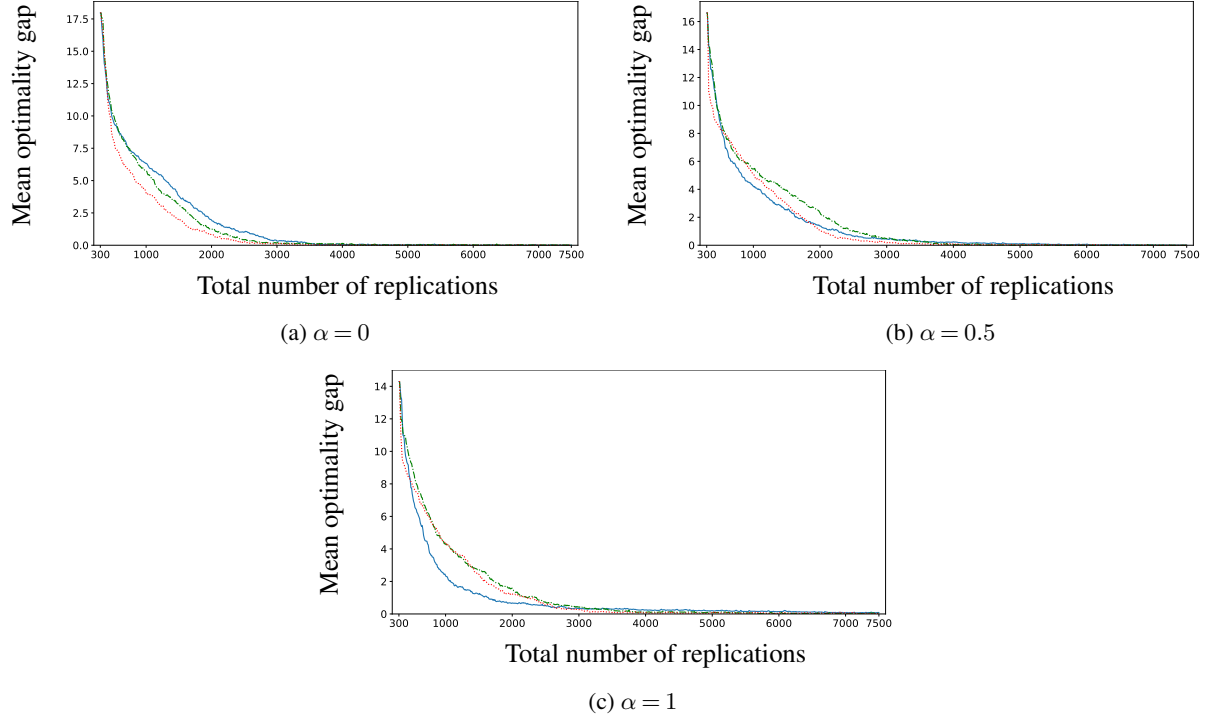 Mean optimality gap
17.5
15.0
12.5
10.0
7.5
5.0
2.5
0.0
300 1000 2000 3000 4000 5000 6000 7000 7500
Total number of replications
(a) α = 0
Mean optimality gap
16
14
12
10
8
6
4
2
0
300 1000 2000 3000 4000 5000 6000 7000 7500
Total number of replications
(b) α = 0.5
Mean optimality gap
14
12
10
8
6
4
2
0
300 1000 2000 3000 4000 5000 6000 7000 7500
Total number of replications
(c) α = 1